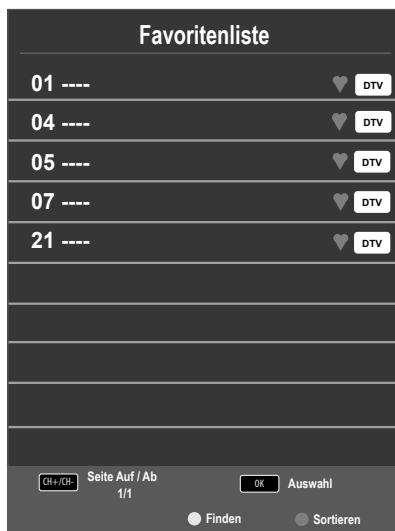 Favoritenliste
01 ---- DTV
04 ---- DTV
05 ---- DTV
07 ---- DTV
21 ---- DTV
CH+/CH- Seite Auf / Ab OK Auswahl
1/1
Finden Sortieren